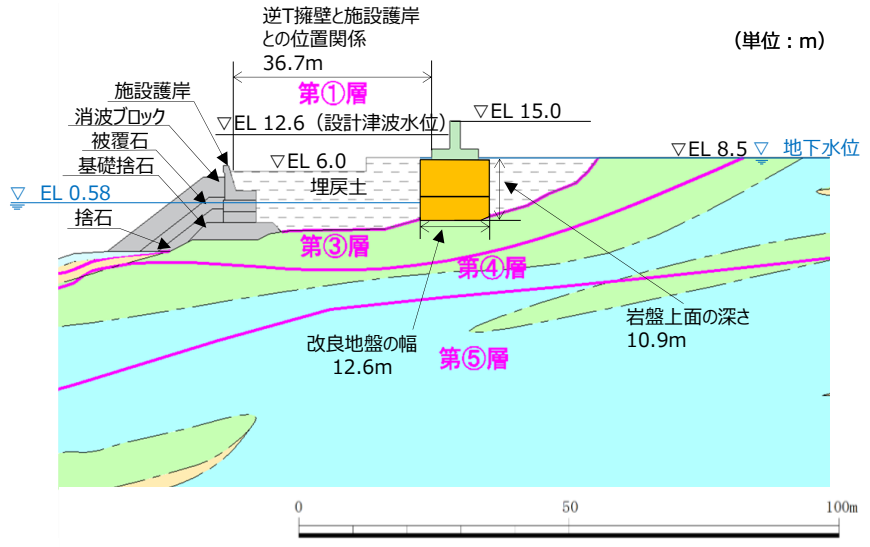 逆T擁壁と施設護岸
との位置関係
36.7m
(単位:m)
施設護岸
第①層
消波ブロック
▽EL 12.6(設計津波水位)
▽EL 15.0
被覆石
基礎捨石
▽EL 6.0
▽EL 8.5
▽ 地下水位
▽ EL 0.58
埋戻土
捨石
第③層
第④層
改良地盤の幅
12.6m
第⑤層
岩盤上面の深さ
10.9m
0
50
100m